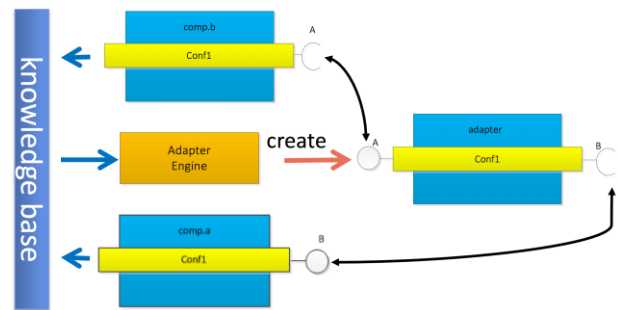 knowledge base
comp.b
A
Conf1
Adapter
Engine
create
A
adapter
B
Conf1
comp.a
B
Conf1